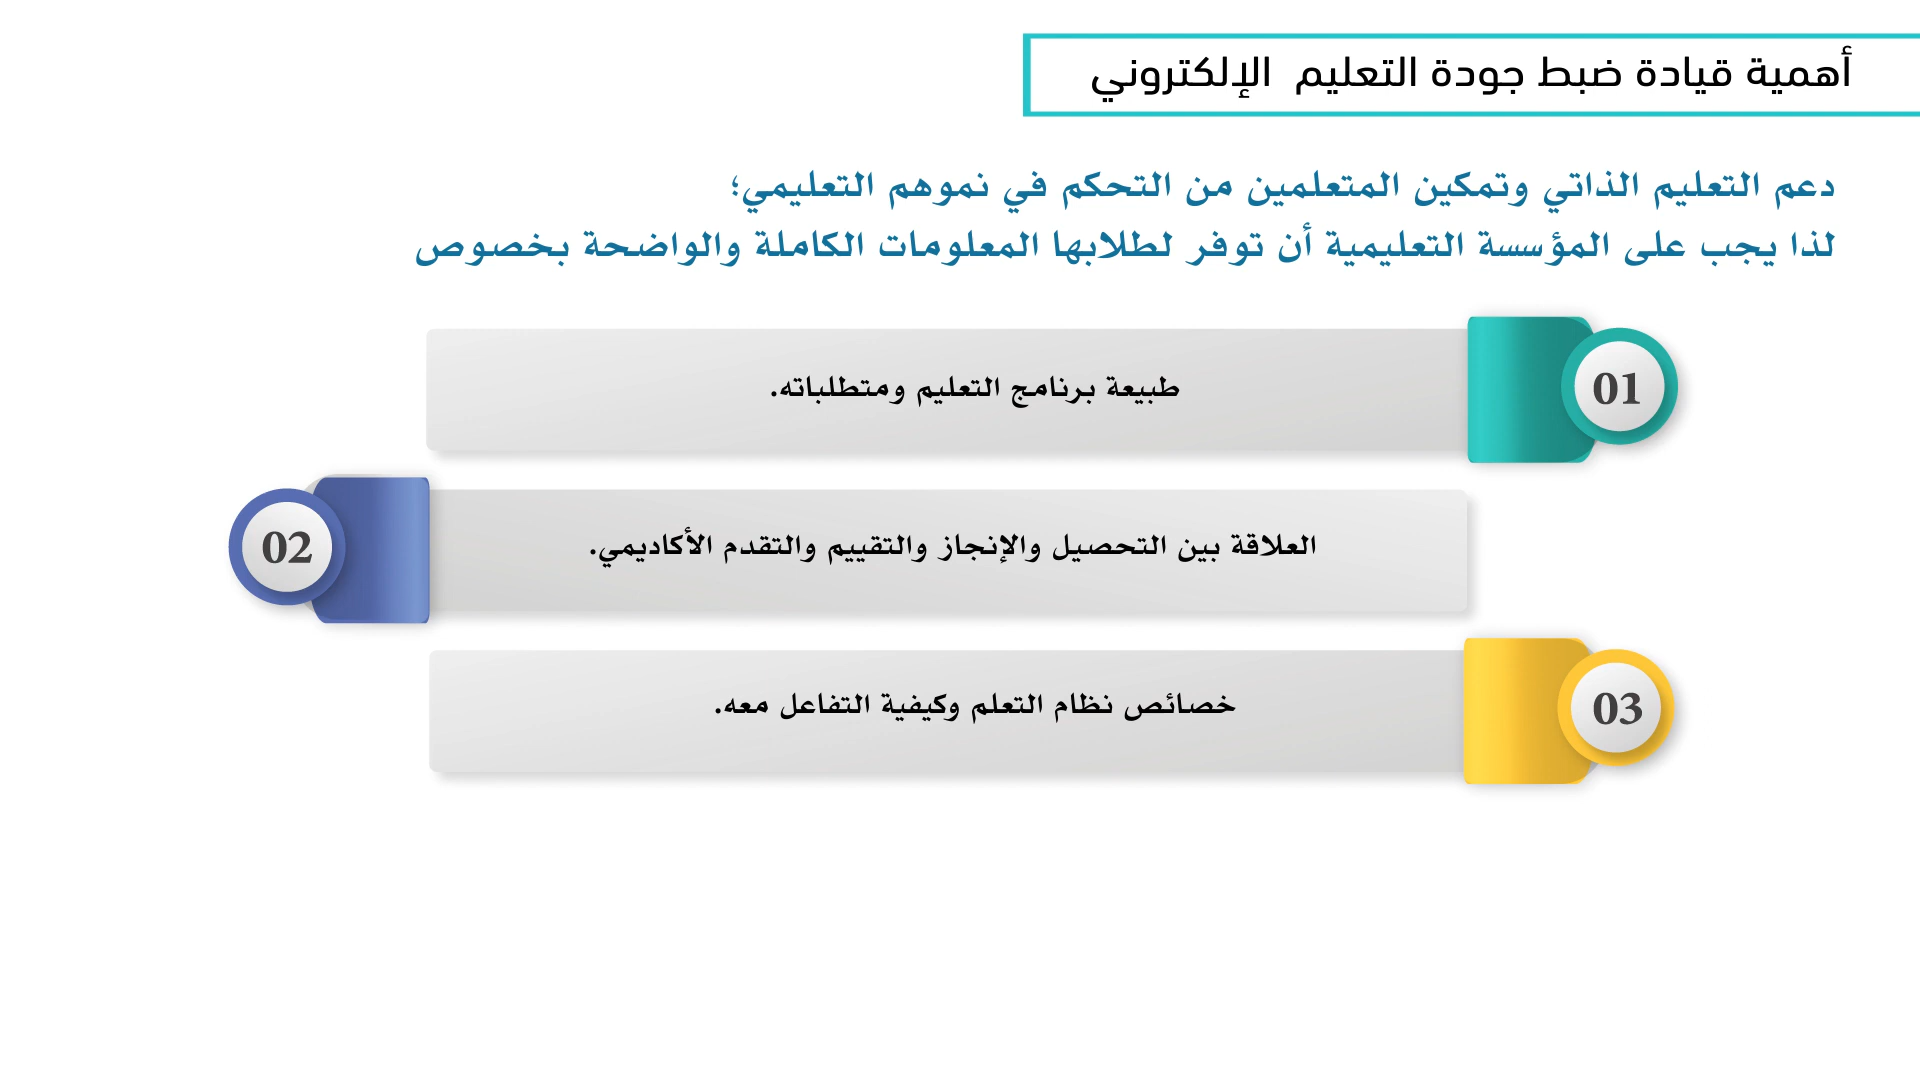 أهمية قيادة ضبط جودة التعليم الإلكتروني
دعم التعليم الذاتي وتمكين المتعلمين من التحكم في نموهم التعليمي؛
لذا يجب على المؤسسة التعليمية أن توفر لطلابها المعلومات الكاملة والواضحة بخصوص
01
طبيعة برنامج التعليم ومتطلباته.
02
العلاقة بين التحصيل والإنجاز والتقييم والتقدم الأكاديمي.
03
خصائص نظام التعلم وكيفية التفاعل معه.